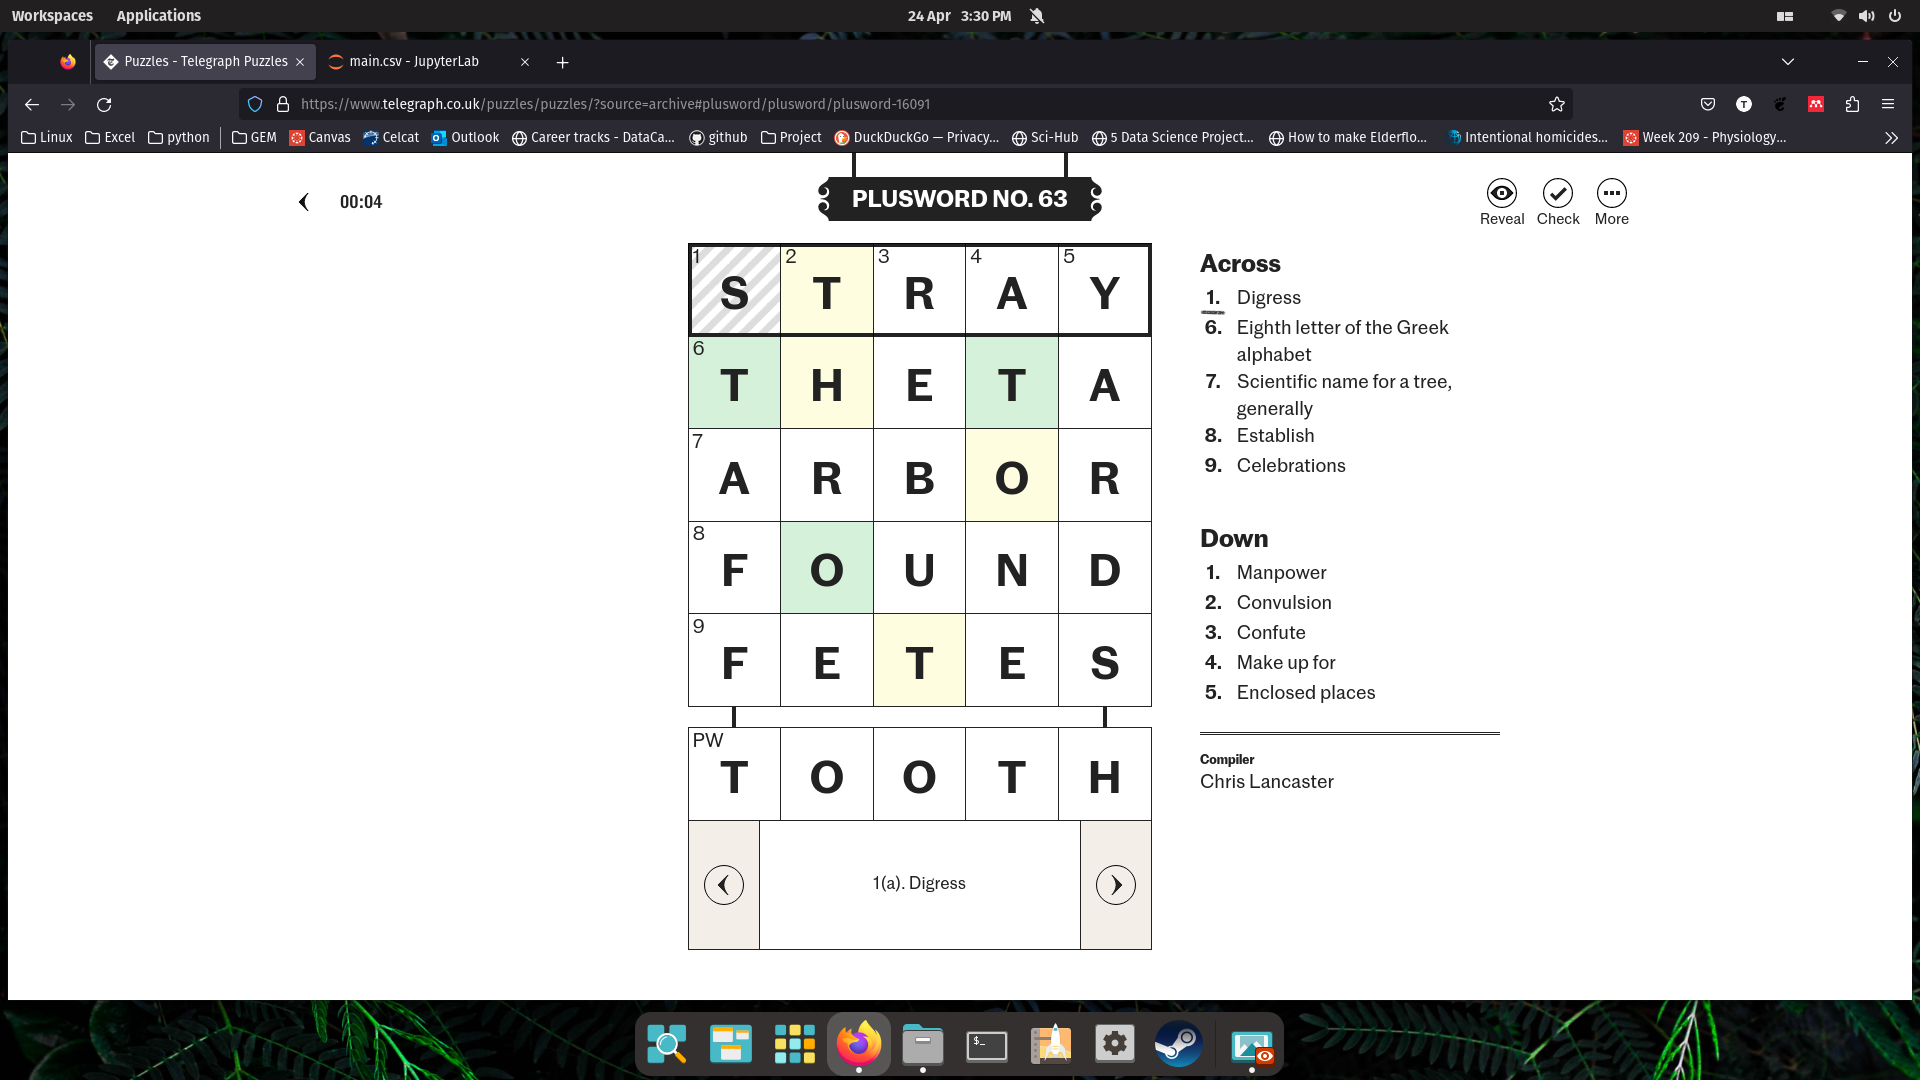 Workspaces Applications 24 Apr 3:30 PM
Puzzles - Telegraph Puzzles main.csv - JupyterLab
https://www.telegraph.co.uk/puzzles/puzzles/?source=archive#plusword/plusword/plusword-16091
Linux Excel python GEM Canvas Celcat Outlook Career tracks - DataCa... github Project DuckDuckGo — Privacy... Sci-Hub 5 Data Science Project... How to make Elderflo... Intentional homicides... Week 209 - Physiology...
00:04
PLUSWORD NO. 63
Reveal Check More
1 S 2 T 3 R 4 A 5 Y
6 T H E T A
7 A R B O R
8 F O U N D
9 F E T E S
PW T O O T H
1(a). Digress
Across
1. Digress
6. Eighth letter of the Greek
alphabet
7. Scientific name for a tree,
generally
8. Establish
9. Celebrations
Down
1. Manpower
2. Convulsion
3. Confute
4. Make up for
5. Enclosed places
Compiler
Chris Lancaster